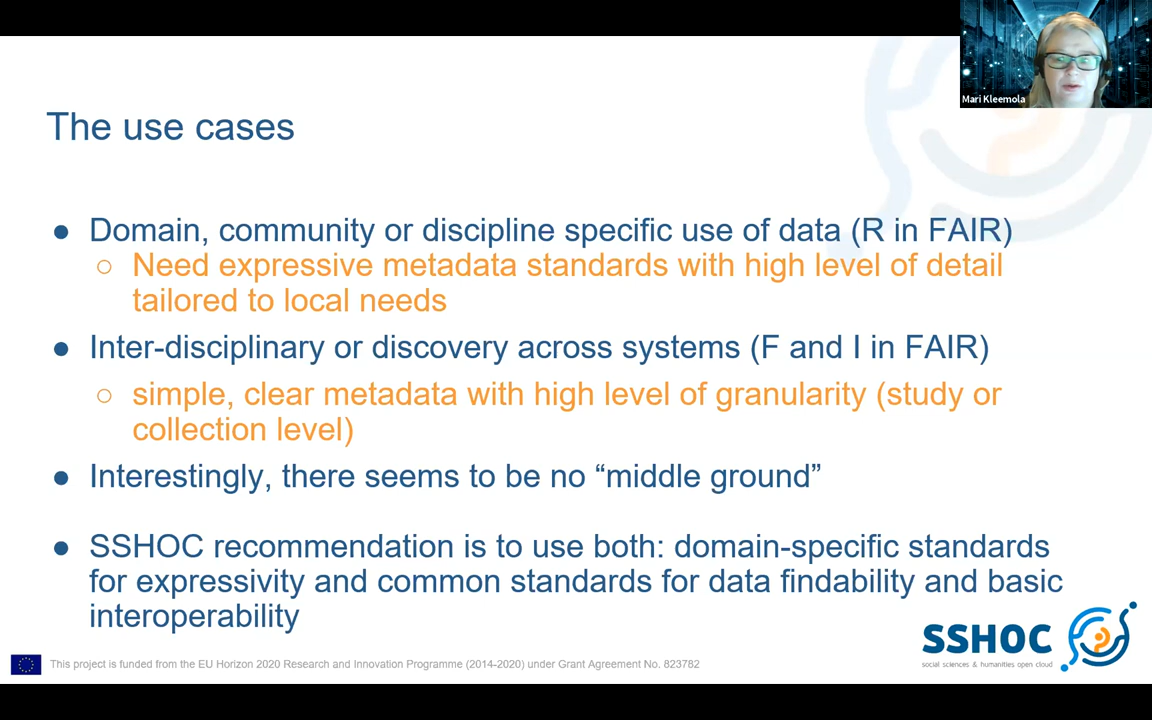 Mari Kleemola
The use cases
● Domain, community or discipline specific use of data (R in FAIR)
○ Need expressive metadata standards with high level of detail
tailored to local needs
● Inter-disciplinary or discovery across systems (F and I in FAIR)
○ simple, clear metadata with high level of granularity (study or
collection level)
● Interestingly, there seems to be no “middle ground”
● SSHOC recommendation is to use both: domain-specific standards
for expressivity and common standards for data findability and basic
interoperability
SSHOC
social sciences & humanities open cloud
This project is funded from the EU Horizon 2020 Research and Innovation Programme (2014-2020) under Grant Agreement No. 823782